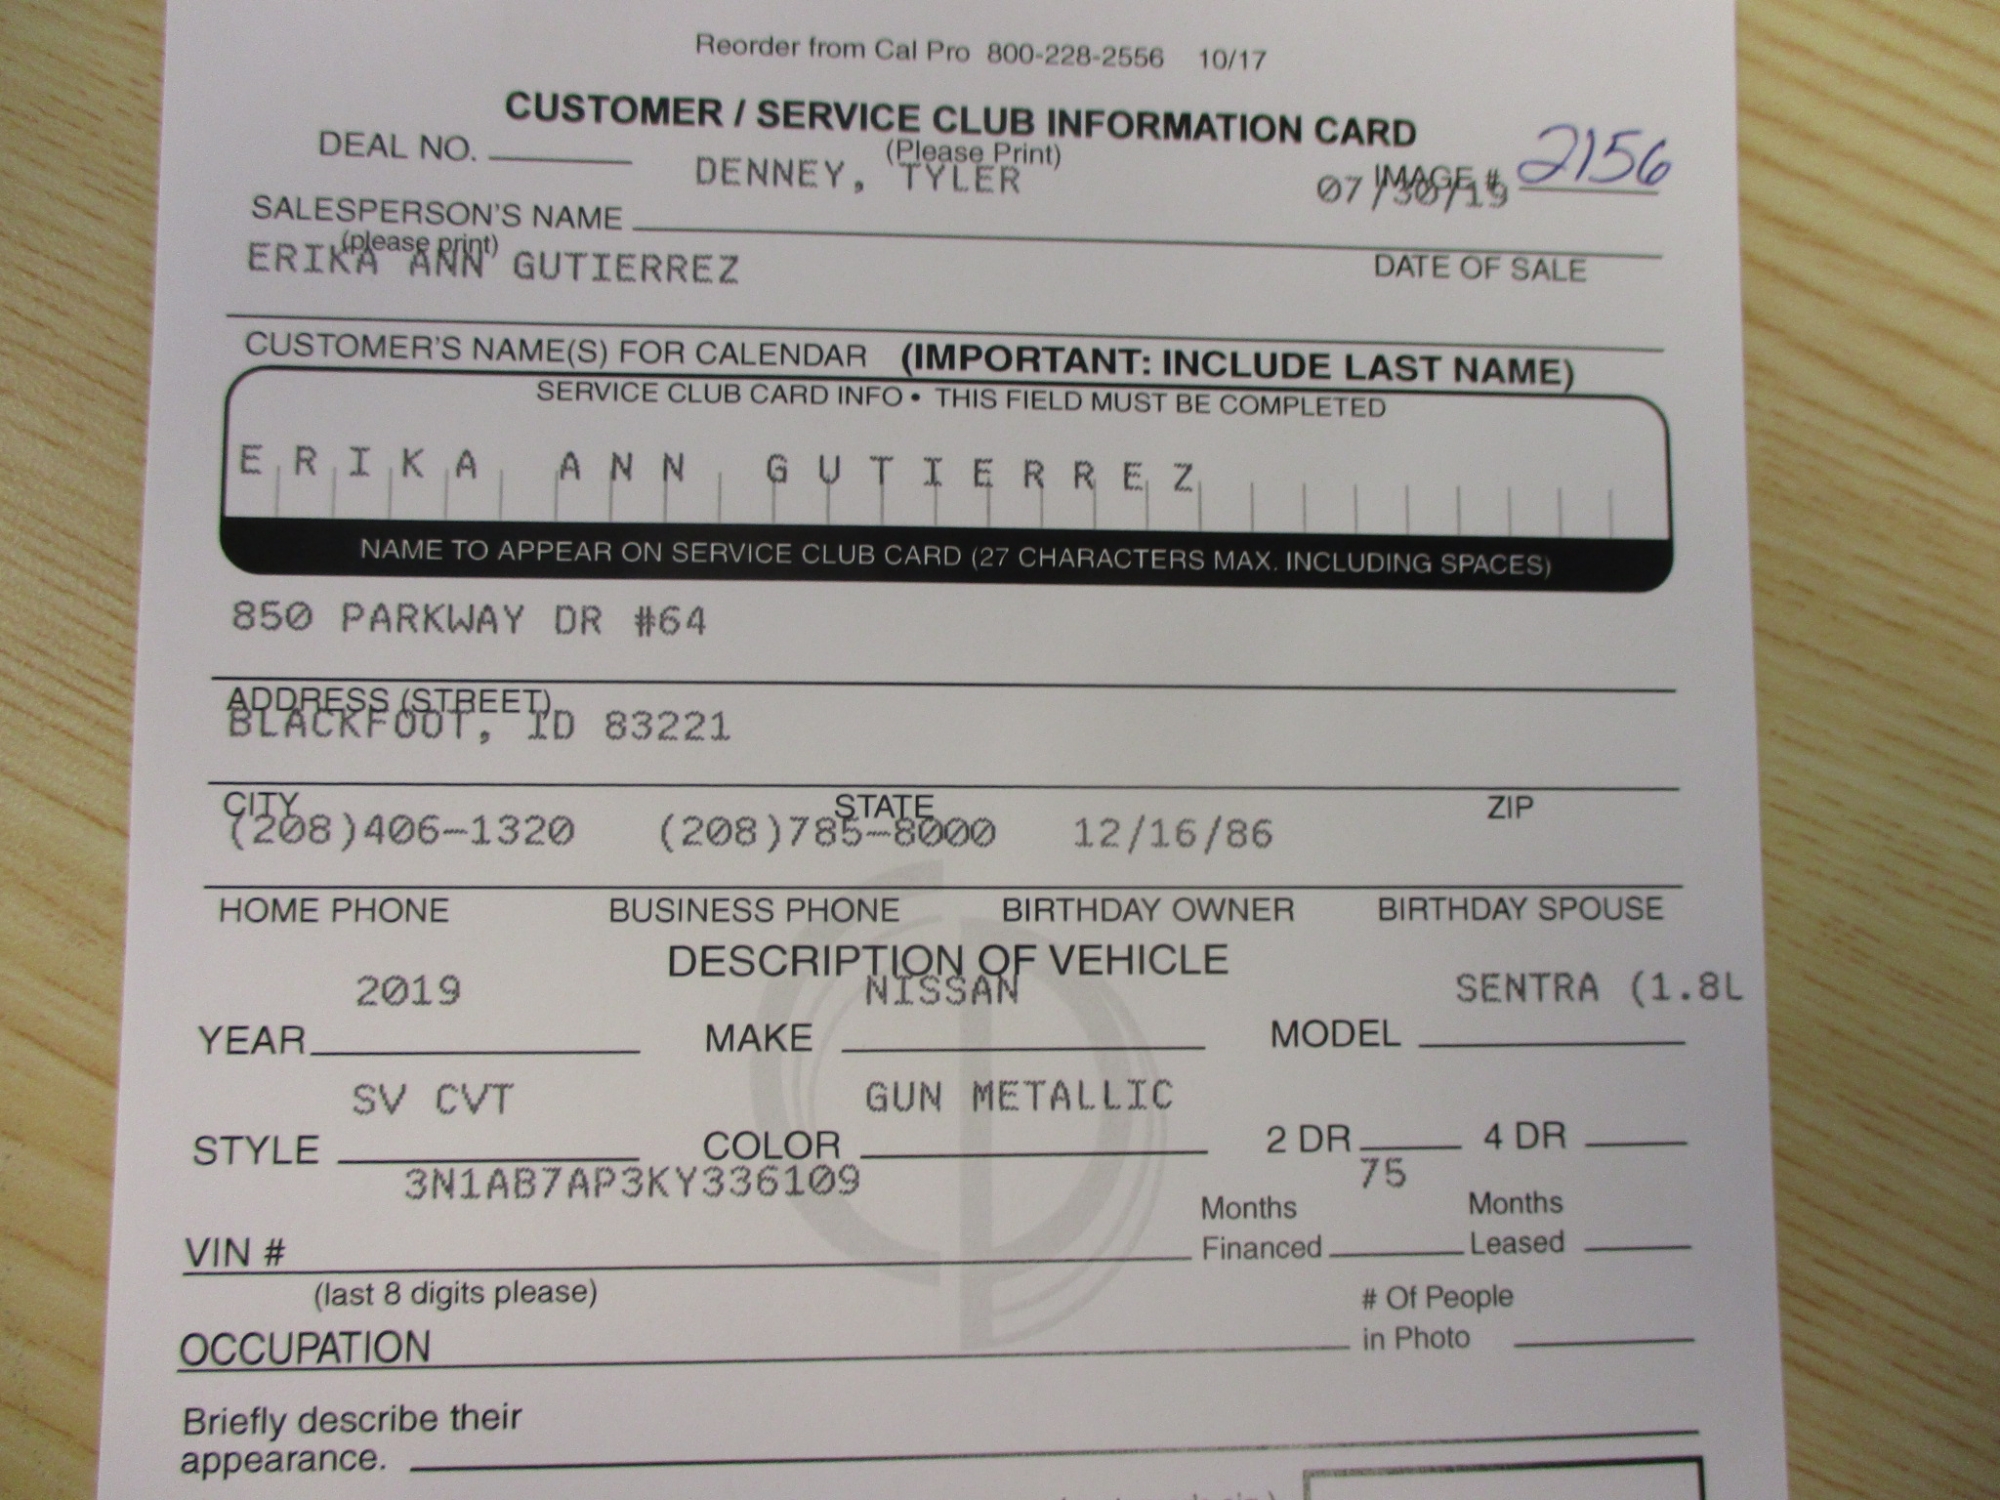 Reorder from Cal Pro 800-228-2556 10/17
CUSTOMER / SERVICE CLUB INFORMATION CARD
(Please Print)
DEAL NO.
IMAGE # 2156
DENNEY, TYLER 07/30/19
SALESPERSON'S NAME
(please print)
DATE OF SALE
ERIKA ANN GUTIERREZ
CUSTOMER'S NAME(S) FOR CALENDAR (IMPORTANT: INCLUDE LAST NAME)
SERVICE CLUB CARD INFO • THIS FIELD MUST BE COMPLETED
ERIKA ANN GUTIERREZ
NAME TO APPEAR ON SERVICE CLUB CARD (27 CHARACTERS MAX. INCLUDING SPACES)
850 PARKWAY DR #64
ADDRESS (STREET)
BLACKFOOT, ID 83221
CITY STATE ZIP
(208)406-1320 (208)785-8000 12/16/86
HOME PHONE BUSINESS PHONE BIRTHDAY OWNER BIRTHDAY SPOUSE
DESCRIPTION OF VEHICLE
2019 NISSAN SENTRA (1.8L
YEAR MAKE MODEL
SV CVT GUN METALLIC
STYLE COLOR 2 DR 4 DR
3N1AB7AP3KY336109 75
VIN # Months Financed Months Leased
(last 8 digits please)
OCCUPATION # Of People in Photo
Briefly describe their
appearance.